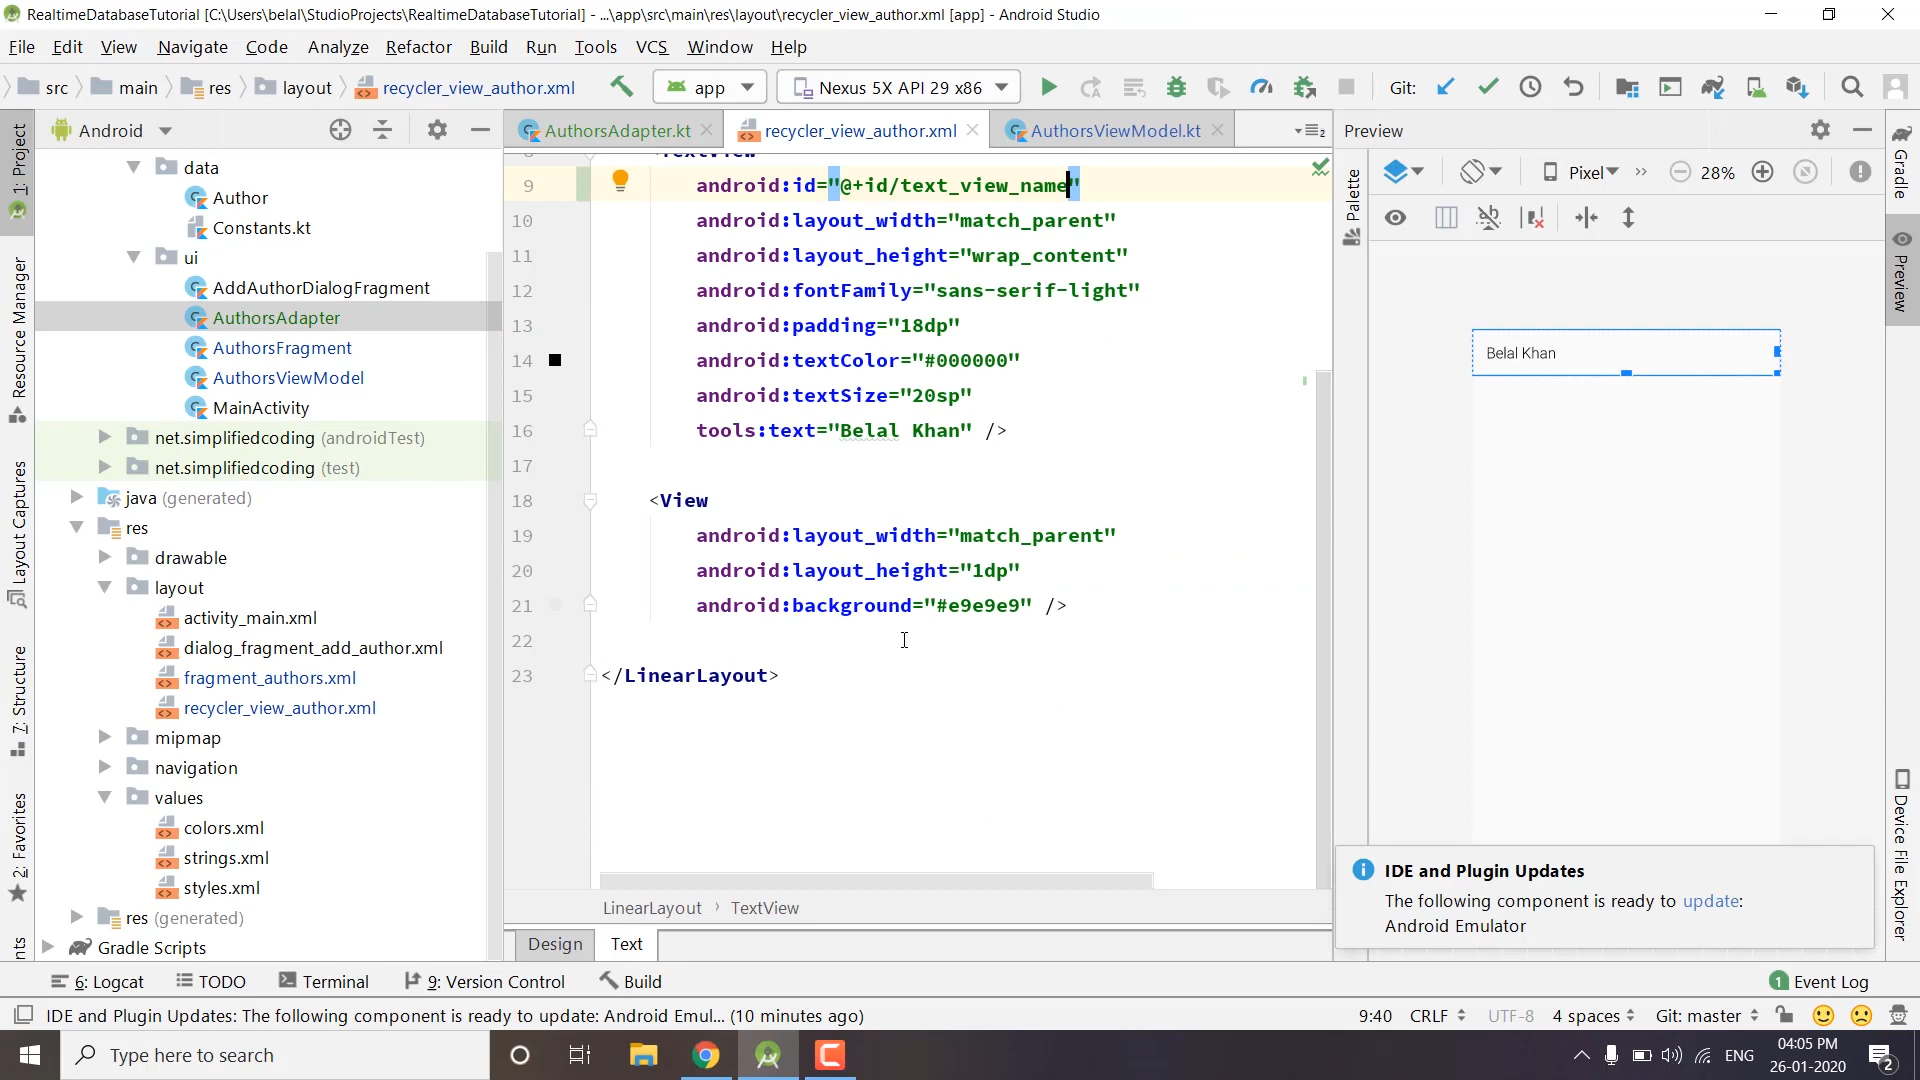 RealtimeDatabaseTutorial [C:\Users\belal\StudioProjects\RealtimeDatabaseTutorial] - ...\app\src\main\res\layout\recycler_view_author.xml [app] - Android Studio
File Edit View Navigate Code Analyze Refactor Build Run Tools VCS Window Help
src main res layout recycler_view_author.xml app Nexus 5X API 29 x86 Git:
Android AuthorsAdapter.kt recycler_view_author.xml AuthorsViewModel.kt 2 Preview
1: Project
Resource Manager
Layout Captures
7: Structure
2: Favorites
data
Author
Constants.kt
ui
AddAuthorDialogFragment
AuthorsAdapter
AuthorsFragment
AuthorsViewModel
MainActivity
net.simplifiedcoding (androidTest)
net.simplifiedcoding (test)
java (generated)
res
drawable
layout
activity_main.xml
dialog_fragment_add_author.xml
fragment_authors.xml
recycler_view_author.xml
mipmap
navigation
values
colors.xml
strings.xml
styles.xml
res (generated)
Gradle Scripts
9 android:id="@+id/text_view_name"
10 android:layout_width="match_parent"
11 android:layout_height="wrap_content"
12 android:fontFamily="sans-serif-light"
13 android:padding="18dp"
14 android:textColor="#000000"
15 android:textSize="20sp"
16 tools:text="Belal Khan" />
17
18 <View
19 android:layout_width="match_parent"
20 android:layout_height="1dp"
21 android:background="#e9e9e9" />
22
23 </LinearLayout>
LinearLayout › TextView
Design Text
Palette
Pixel 28%
Belal Khan
IDE and Plugin Updates
The following component is ready to update:
Android Emulator
Gradle
Preview
Device File Explorer
6: Logcat TODO Terminal 9: Version Control Build 1 Event Log
IDE and Plugin Updates: The following component is ready to update: Android Emul... (10 minutes ago) 9:40 CRLF UTF-8 4 spaces Git: master
Type here to search
ENG
04:05 PM
26-01-2020
2